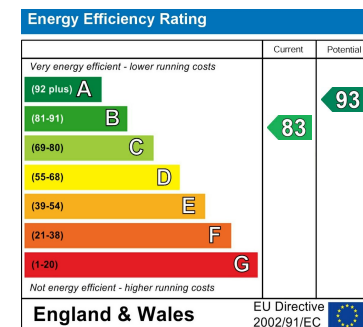 Energy Efficiency Rating
Current Potential
Very energy efficient - lower running costs
(92 plus) A
(81-91) B
(69-80) C
(55-68) D
(39-54) E
(21-38) F
(1-20) G
83
93
Not energy efficient - higher running costs
England & Wales
EU Directive
2002/91/EC